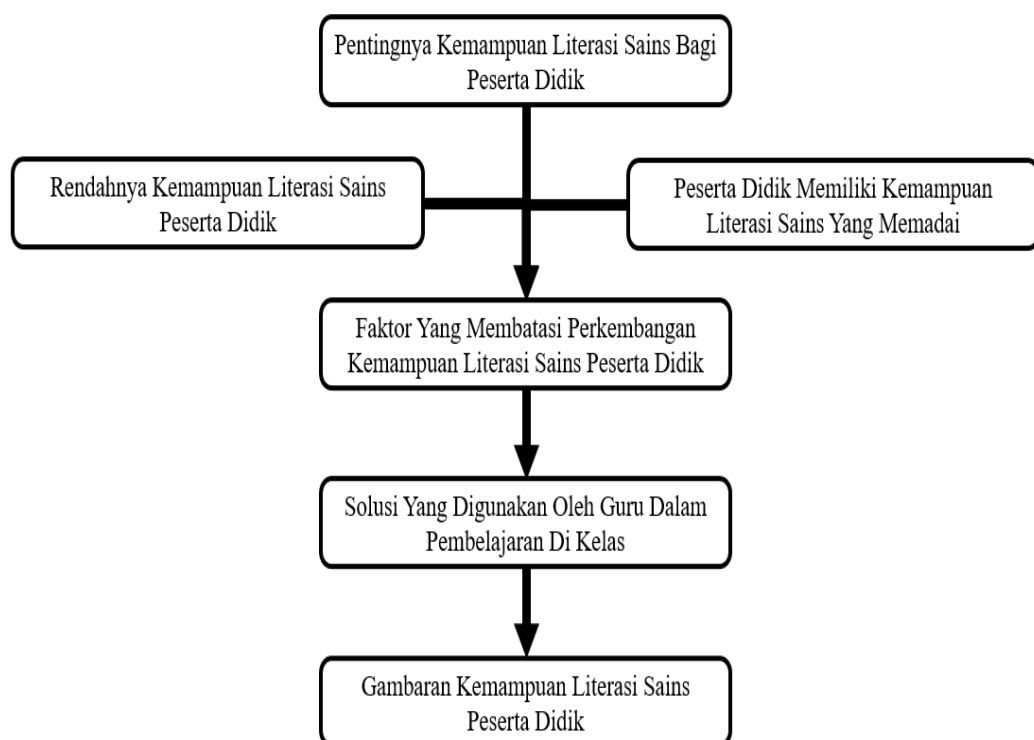 Pentingnya Kemampuan Literasi Sains Bagi
Peserta Didik
Rendahnya Kemampuan Literasi Sains
Peserta Didik
Peserta Didik Memiliki Kemampuan
Literasi Sains Yang Memadai
Faktor Yang Membatasi Perkembangan
Kemampuan Literasi Sains Peserta Didik
Solusi Yang Digunakan Oleh Guru Dalam
Pembelajaran Di Kelas
Gambaran Kemampuan Literasi Sains
Peserta Didik